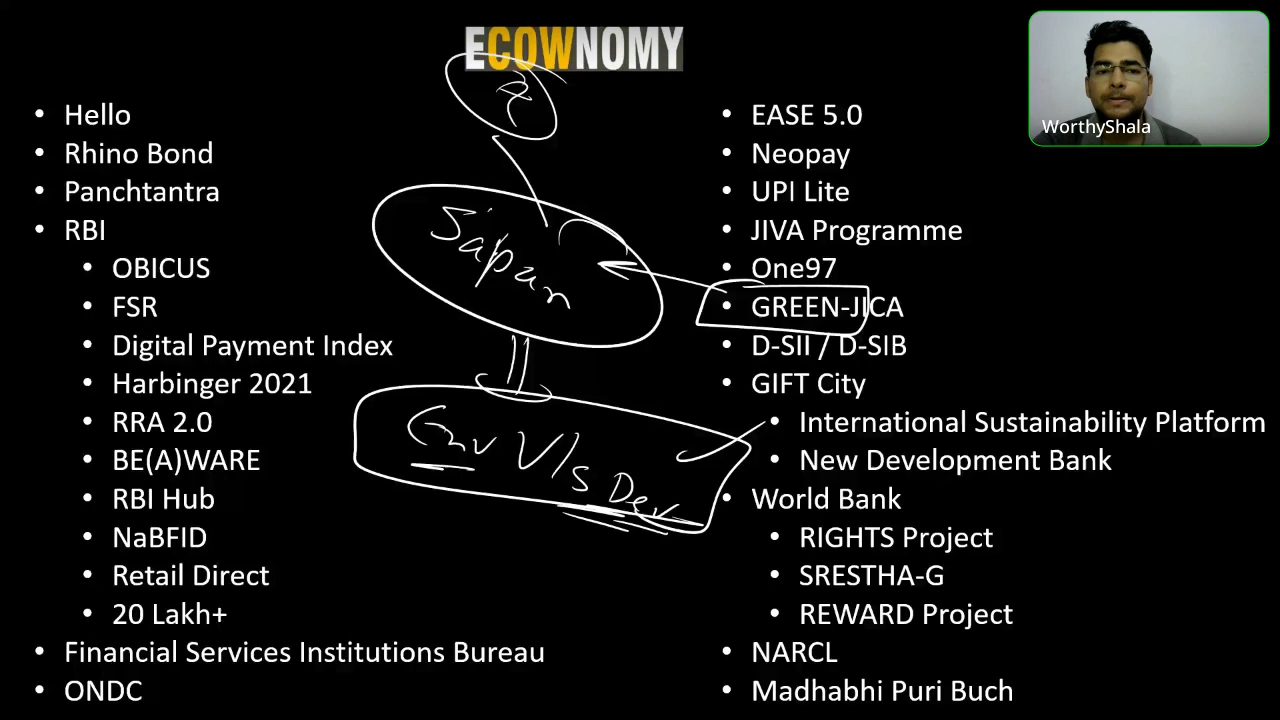 ECOWNOMY
WorthyShala
Hello
Rhino Bond
Panchtantra
RBI
OBICUS
FSR
Digital Payment Index
Harbinger 2021
RRA 2.0
BE(A)WARE
RBI Hub
NaBFID
Retail Direct
20 Lakh+
Financial Services Institutions Bureau
ONDC
Sapan
Env V/s Dev
EASE 5.0
Neopay
UPI Lite
JIVA Programme
One97
GREEN-JICA
D-SII / D-SIB
GIFT City
International Sustainability Platform
New Development Bank
World Bank
RIGHTS Project
SRESTHA-G
REWARD Project
NARCL
Madhabhi Puri Buch